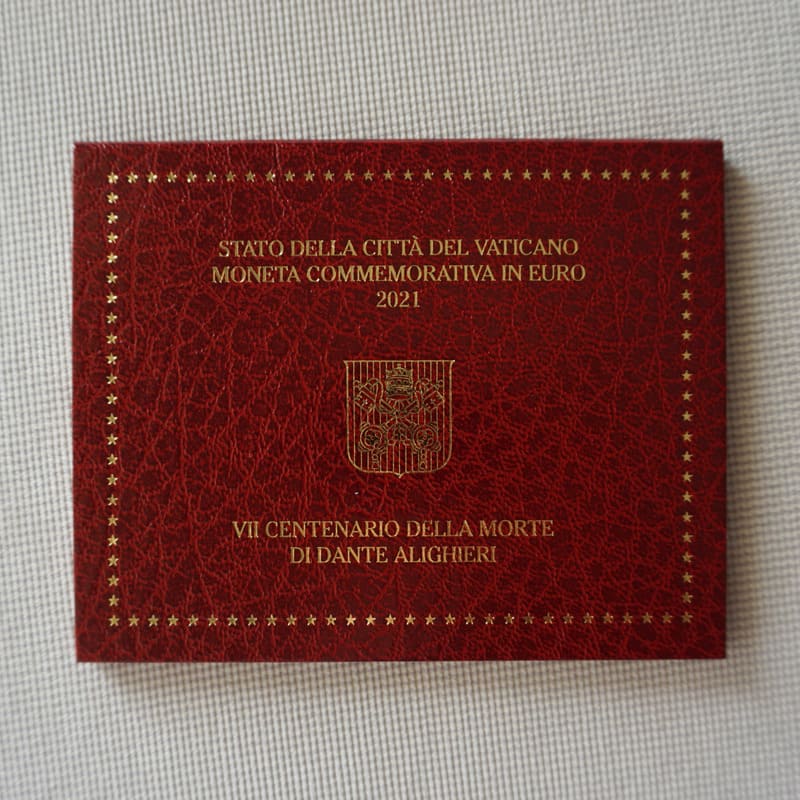 STATO DELLA CITTÀ DEL VATICANO
MONETA COMMEMORATIVA IN EURO
2021
VII CENTENARIO DELLA MORTE
DI DANTE ALIGHIERI